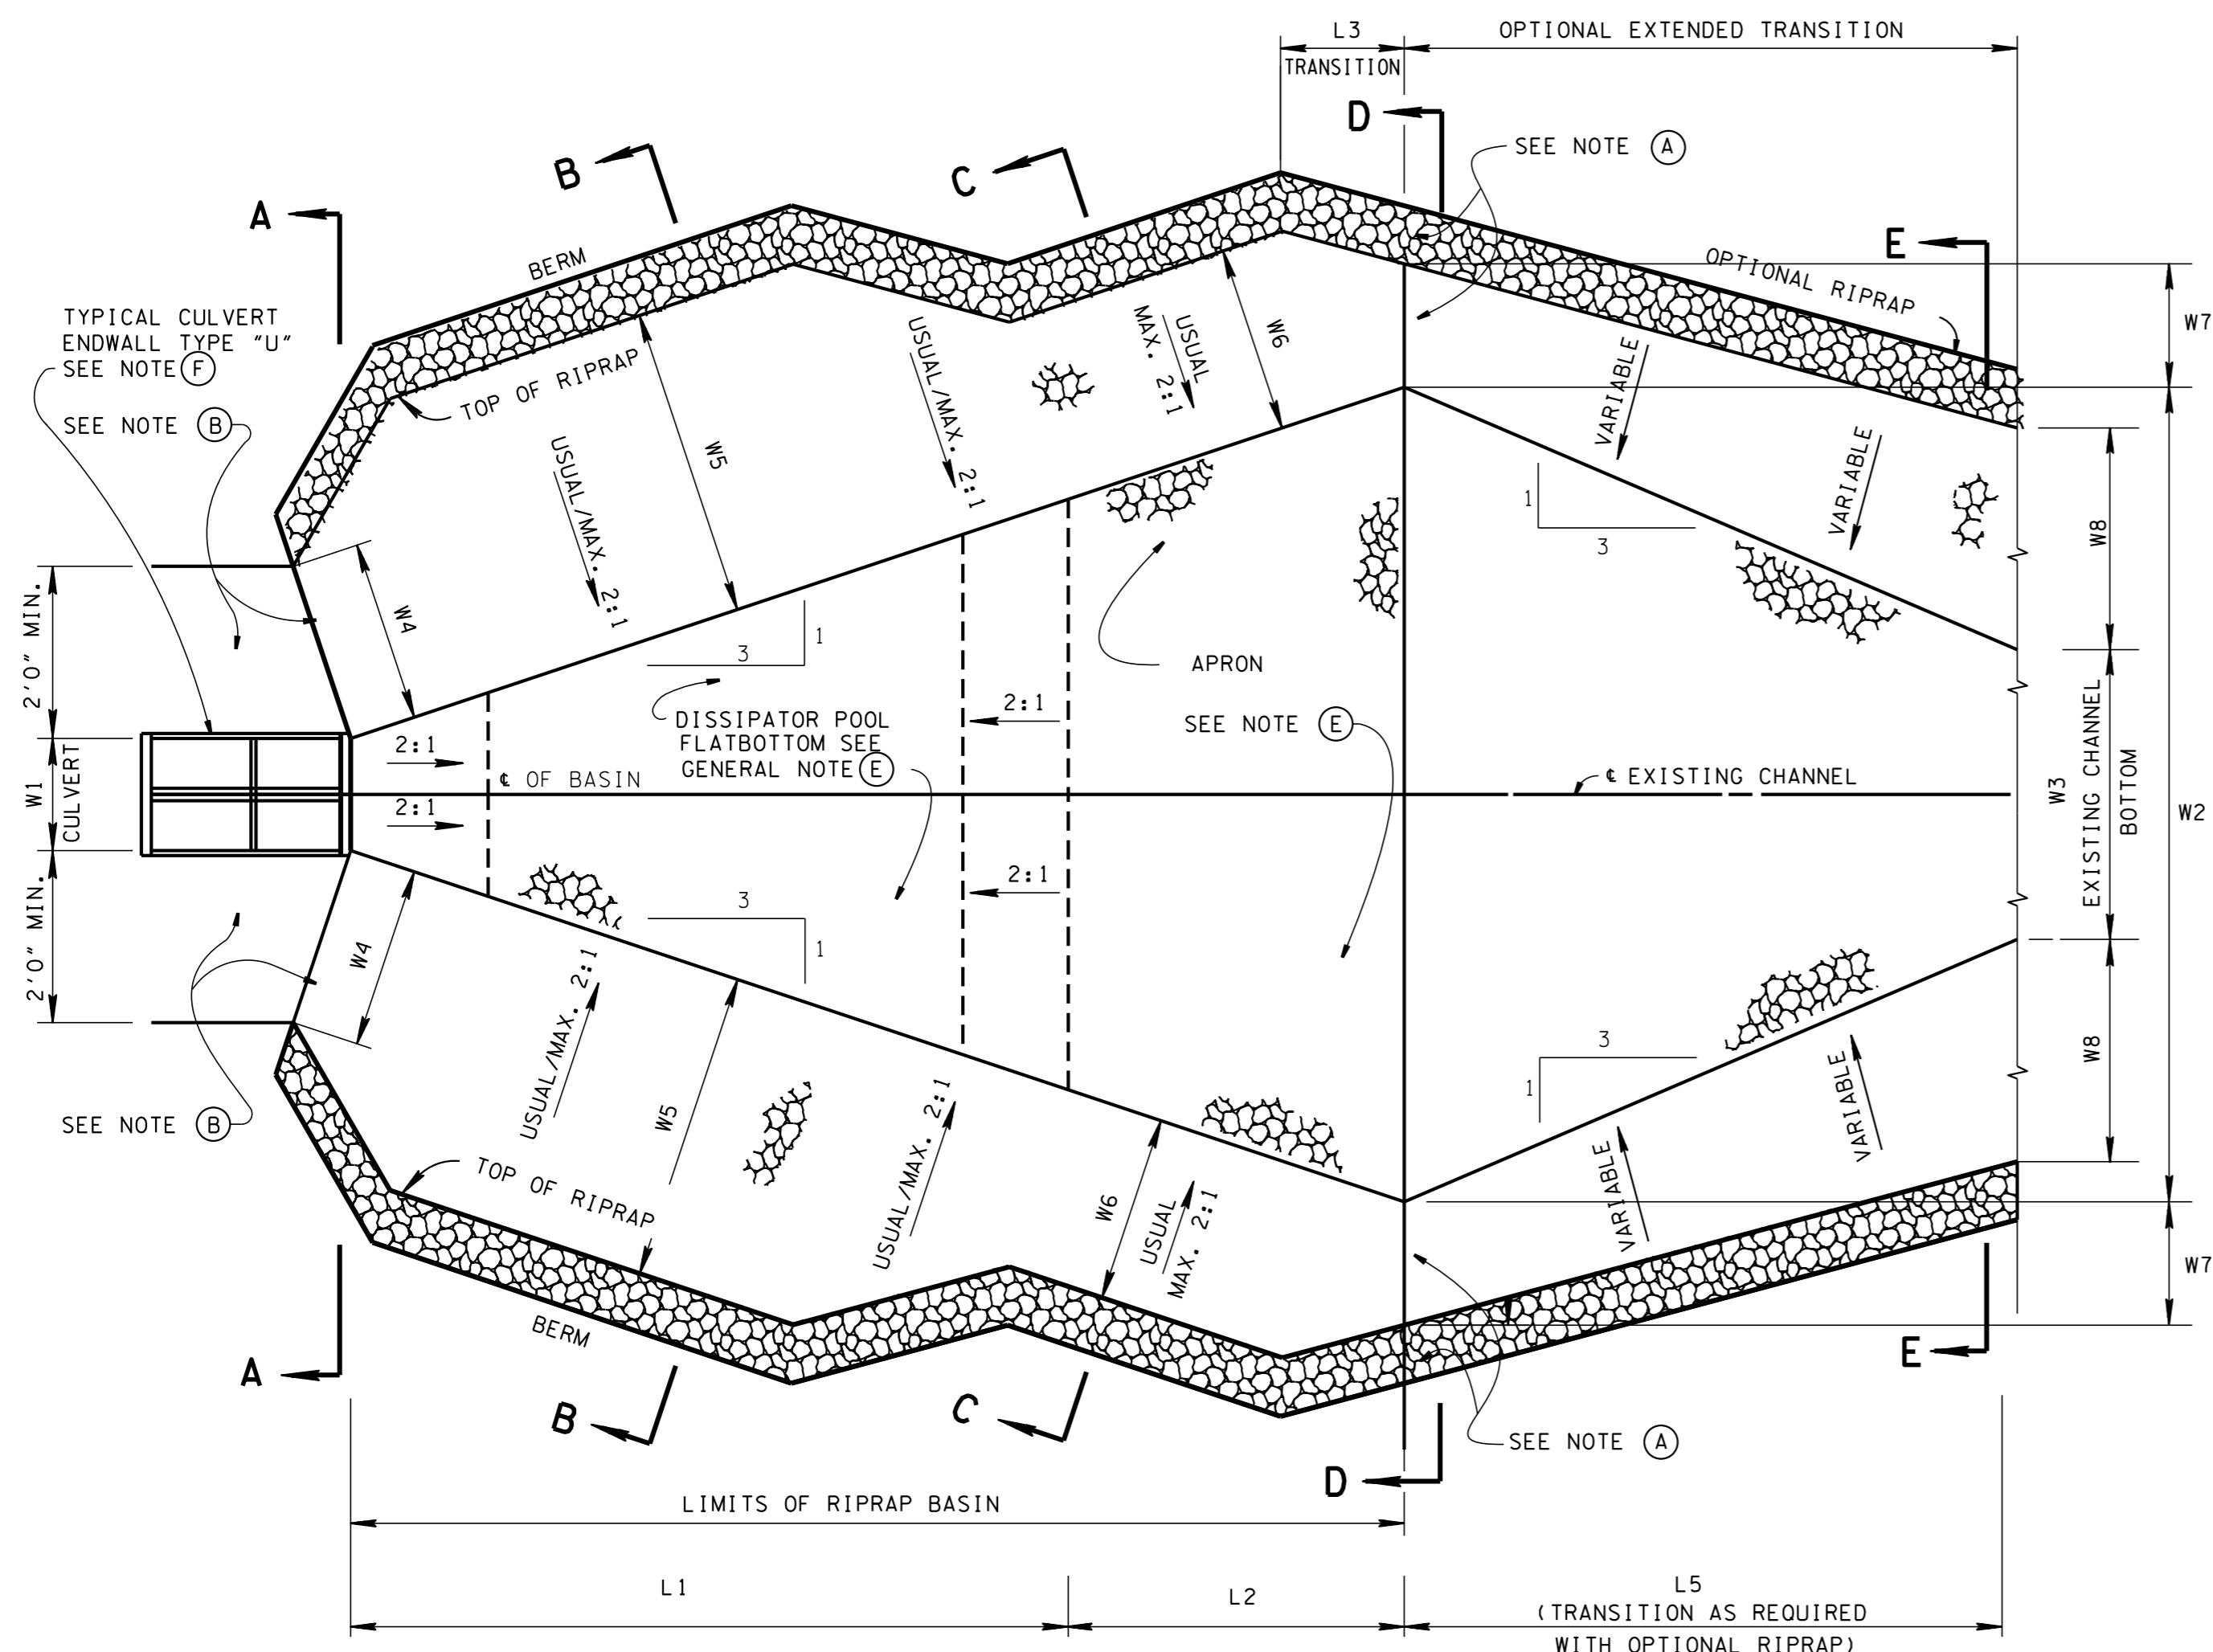 L3
OPTIONAL EXTENDED TRANSITION
TRANSITION
D
SEE NOTE A
B
C
A
E
BERM
OPTIONAL RIPRAP
TYPICAL CULVERT
ENDWALL TYPE "U"
SEE NOTE F
SEE NOTE B
TOP OF RIPRAP
USUAL/MAX. 2:1
W5
USUAL/MAX. 2:1
USUAL
MAX. 2:1
W6
VARIABLE
VARIABLE
W7
W8
1
3
W4
2'0" MIN.
3
1
APRON
DISSIPATOR POOL
FLATBOTTOM SEE
GENERAL NOTE E
SEE NOTE E
2:1
2:1
℄ OF BASIN
℄ EXISTING CHANNEL
W1
CULVERT
2:1
2:1
W3
EXISTING CHANNEL
BOTTOM
W2
2'0" MIN.
W4
3
1
USUAL/MAX. 2:1
W5
USUAL/MAX. 2:1
W6
USUAL
MAX. 2:1
3
1
VARIABLE
VARIABLE
W8
W7
SEE NOTE B
TOP OF RIPRAP
BERM
A
B
C
D
E
SEE NOTE A
LIMITS OF RIPRAP BASIN
L1
L2
L5
(TRANSITION AS REQUIRED
WITH OPTIONAL RIPRAP)